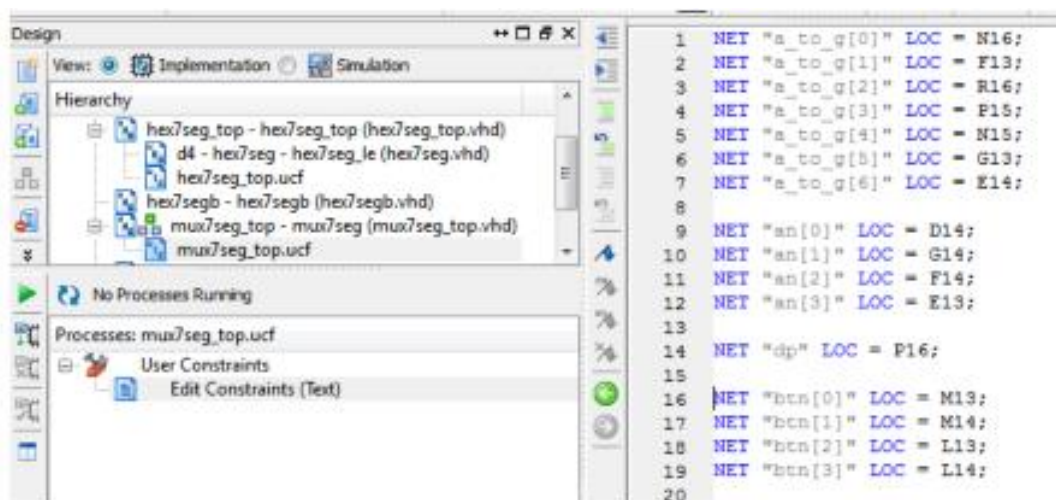 Design
View: Implementation Simulation
Hierarchy
hex7seg_top - hex7seg_top (hex7seg_top.vhd)
d4 - hex7seg - hex7seg_le (hex7seg.vhd)
hex7seg_top.ucf
hex7segb - hex7segb (hex7segb.vhd)
mux7seg_top - mux7seg (mux7seg_top.vhd)
mux7seg_top.ucf
No Processes Running
Processes: mux7seg_top.ucf
User Constraints
Edit Constraints (Text)
1 NET "a_to_g[0]" LOC = N16;
2 NET "a_to_g[1]" LOC = F13;
3 NET "a_to_g[2]" LOC = R16;
4 NET "a_to_g[3]" LOC = P15;
5 NET "a_to_g[4]" LOC = N15;
6 NET "a_to_g[5]" LOC = G13;
7 NET "a_to_g[6]" LOC = E14;
8
9 NET "an[0]" LOC = D14;
10 NET "an[1]" LOC = G14;
11 NET "an[2]" LOC = F14;
12 NET "an[3]" LOC = E13;
13
14 NET "dp" LOC = P16;
15
16 NET "btn[0]" LOC = M13;
17 NET "btn[1]" LOC = M14;
18 NET "btn[2]" LOC = L13;
19 NET "btn[3]" LOC = L14;
20